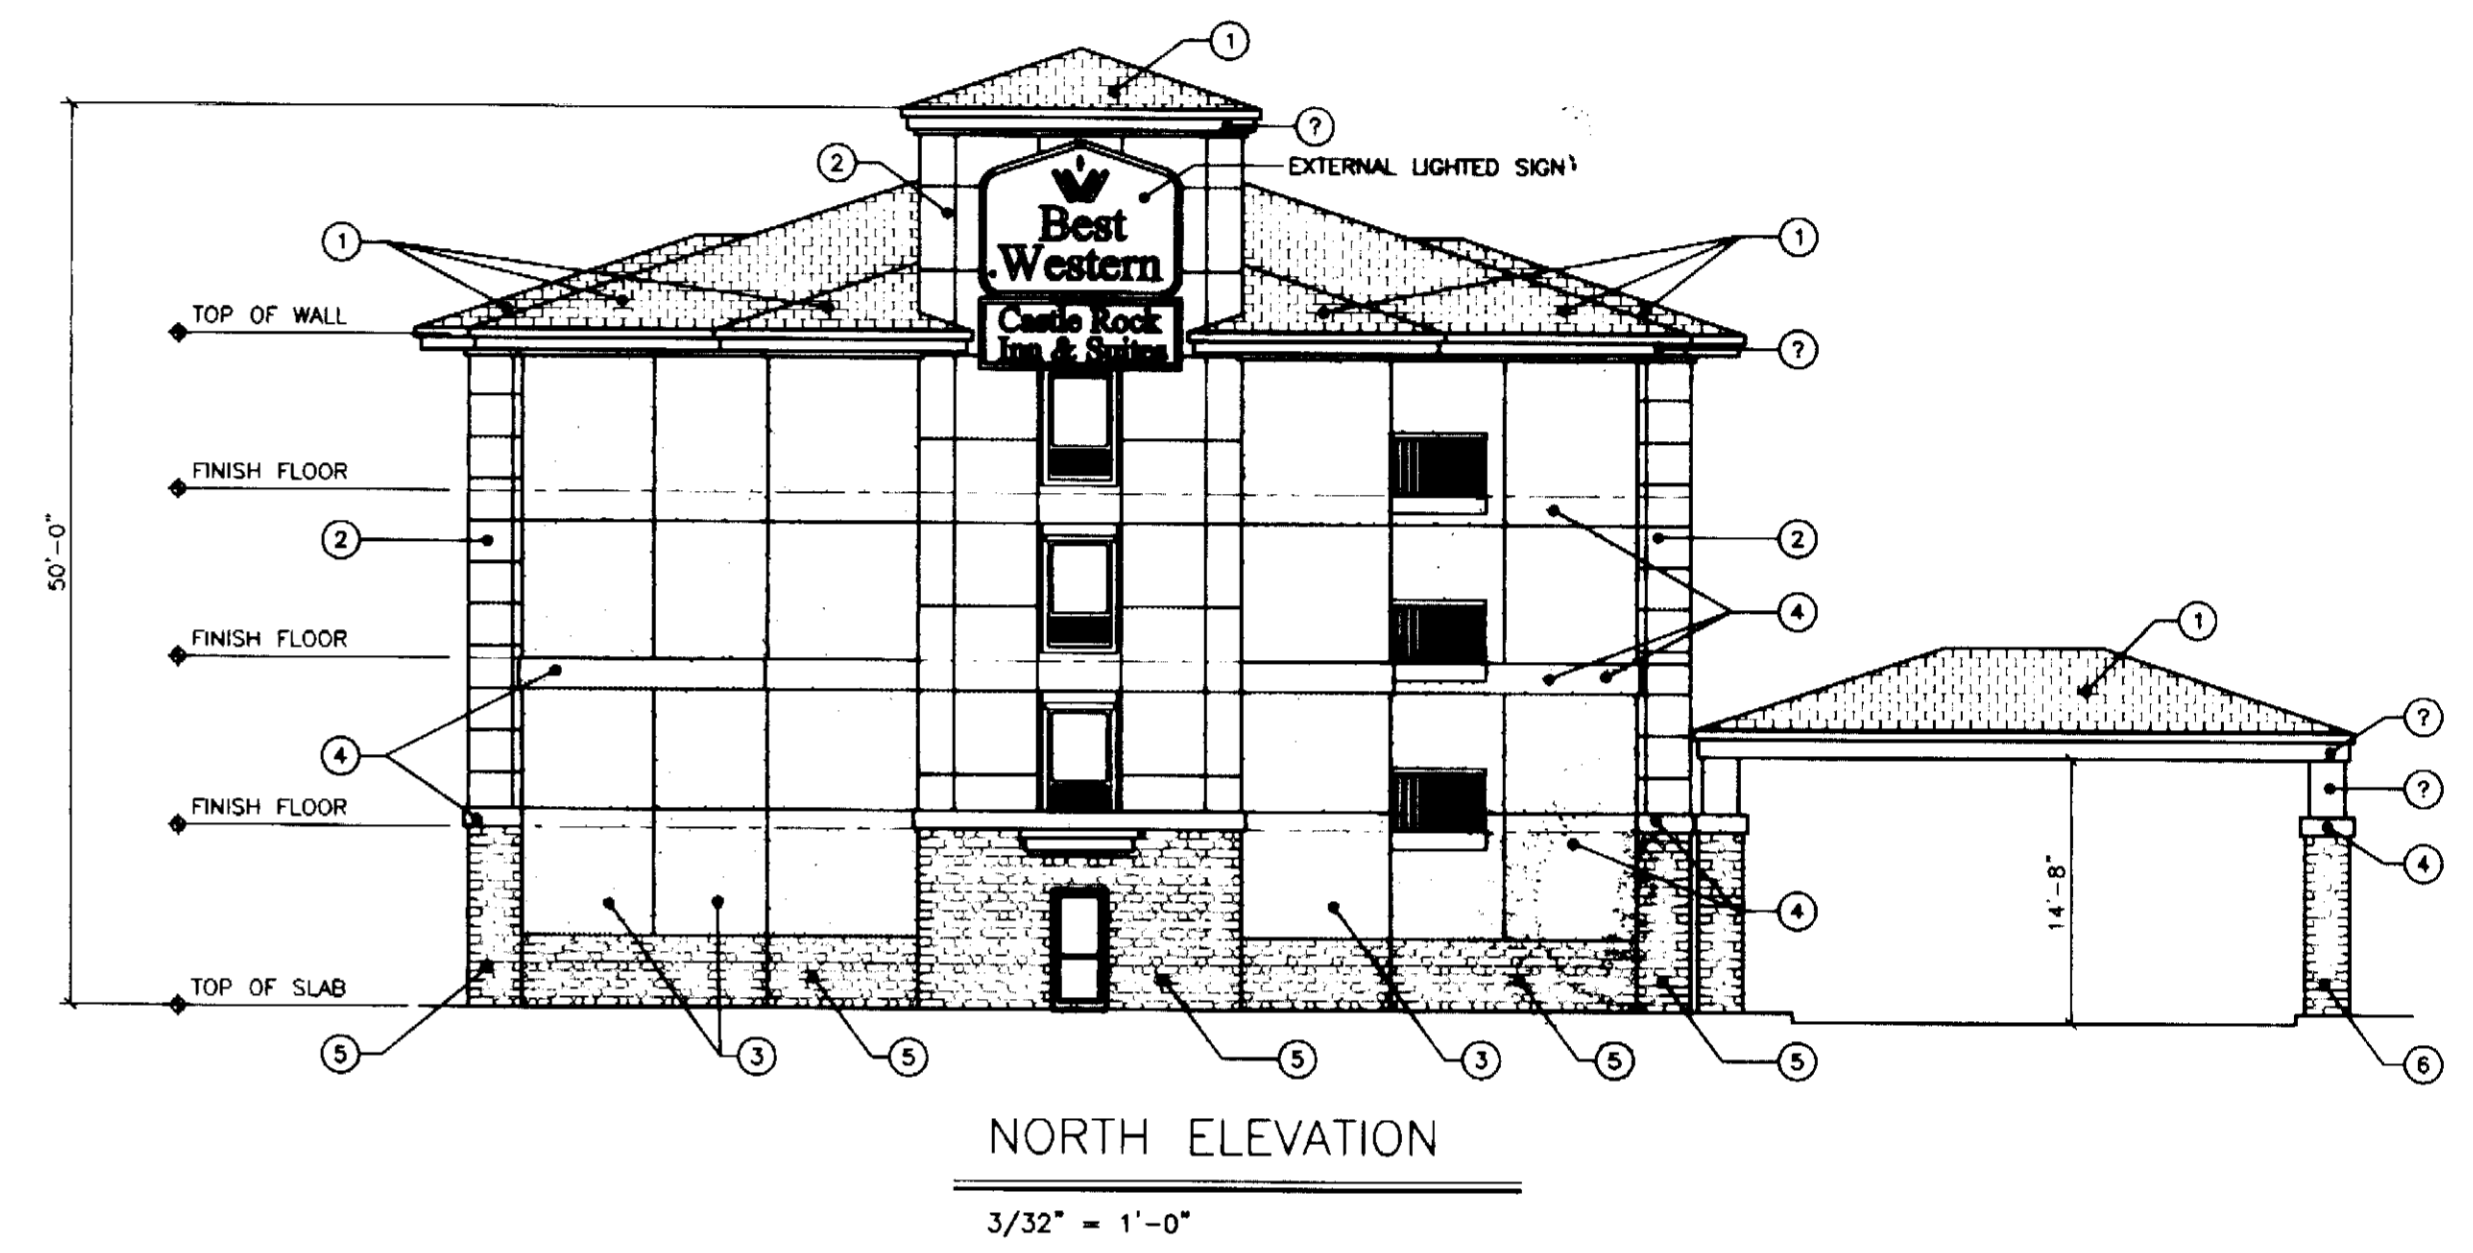 1
?
2
EXTERNAL LIGHTED SIGN
Best
Western
1
1
TOP OF WALL
Castle Rock
Inn & Suites
?
FINISH FLOOR
50'-0"
2
2
FINISH FLOOR
4
1
4
?
FINISH FLOOR
?
4
14'-8"
4
TOP OF SLAB
5
3
5
5
3
5
5
6
NORTH ELEVATION
3/32" = 1'-0"